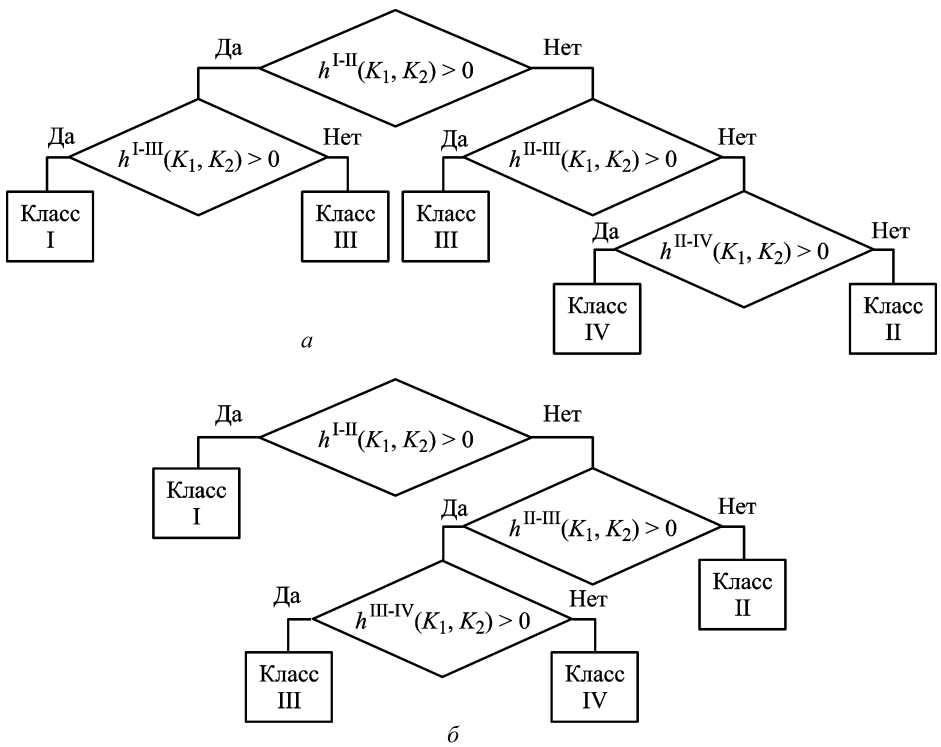 Да
Нет
h^I-II(K₁, K₂) > 0
Да
Нет
Да
Нет
h^I-III(K₁, K₂) > 0
h^II-III(K₁, K₂) > 0
Класс
I
Класс
III
Класс
III
Да
Нет
h^II-IV(K₁, K₂) > 0
Класс
IV
Класс
II
а
Да
Нет
h^I-II(K₁, K₂) > 0
Класс
I
Да
Нет
h^II-III(K₁, K₂) > 0
Класс
II
Да
Нет
h^III-IV(K₁, K₂) > 0
Класс
III
Класс
IV
б